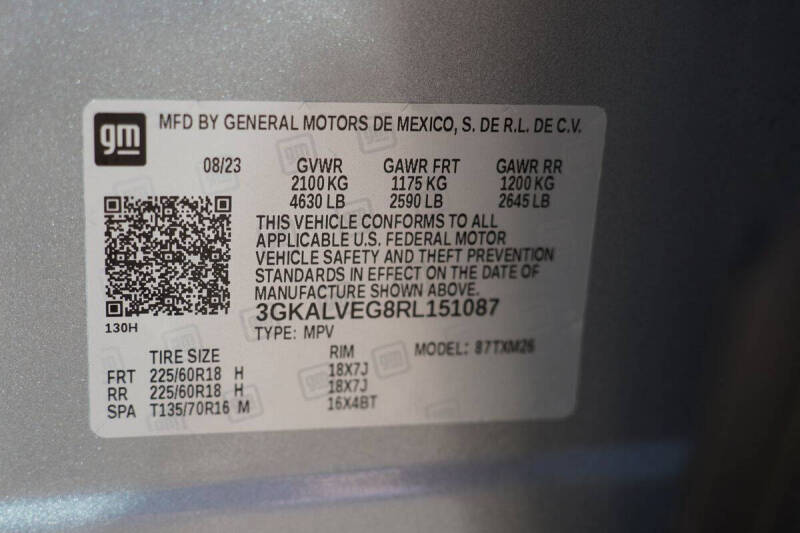 gm MFD BY GENERAL MOTORS DE MEXICO, S. DE R.L. DE C.V.
08/23 GVWR GAWR FRT GAWR RR
2100 KG 1175 KG 1200 KG
4630 LB 2590 LB 2645 LB
THIS VEHICLE CONFORMS TO ALL
APPLICABLE U.S. FEDERAL MOTOR
VEHICLE SAFETY AND THEFT PREVENTION
STANDARDS IN EFFECT ON THE DATE OF
MANUFACTURE SHOWN ABOVE.
3GKALVEG8RL151087
130H
TYPE: MPV
TIRE SIZE RIM MODEL: 87TXM26
FRT 225/60R18 H 18X7J
RR 225/60R18 H 18X7J
SPA T135/70R16 M 16X4BT